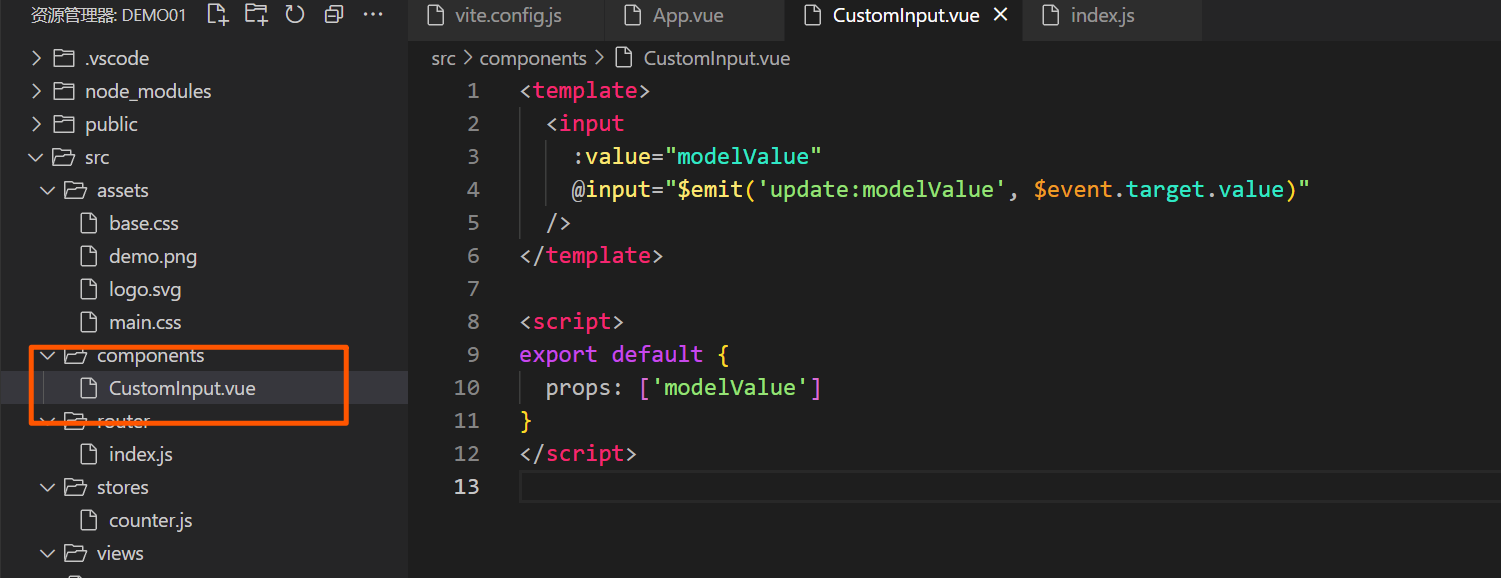 资源管理器: DEMO01
.vscode
node_modules
public
src
assets
base.css
demo.png
logo.svg
main.css
components
CustomInput.vue
router
index.js
stores
counter.js
views
vite.config.js App.vue CustomInput.vue index.js
src > components > CustomInput.vue
1 <template>
2 <input
3 :value="modelValue"
4 @input="$emit('update:modelValue', $event.target.value)"
5 />
6 </template>
7
8 <script>
9 export default {
10 props: ['modelValue']
11 }
12 </script>
13